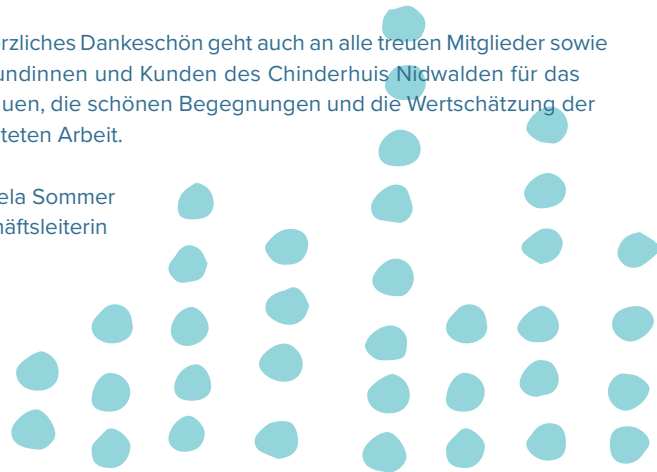 rzliches Dankeschön geht auch an alle treuen Mitglieder sowie
undinnen und Kunden des Chinderhuis Nidwalden für das
uen, die schönen Begegnungen und die Wertschätzung der
teten Arbeit.
ela Sommer
häftsleiterin